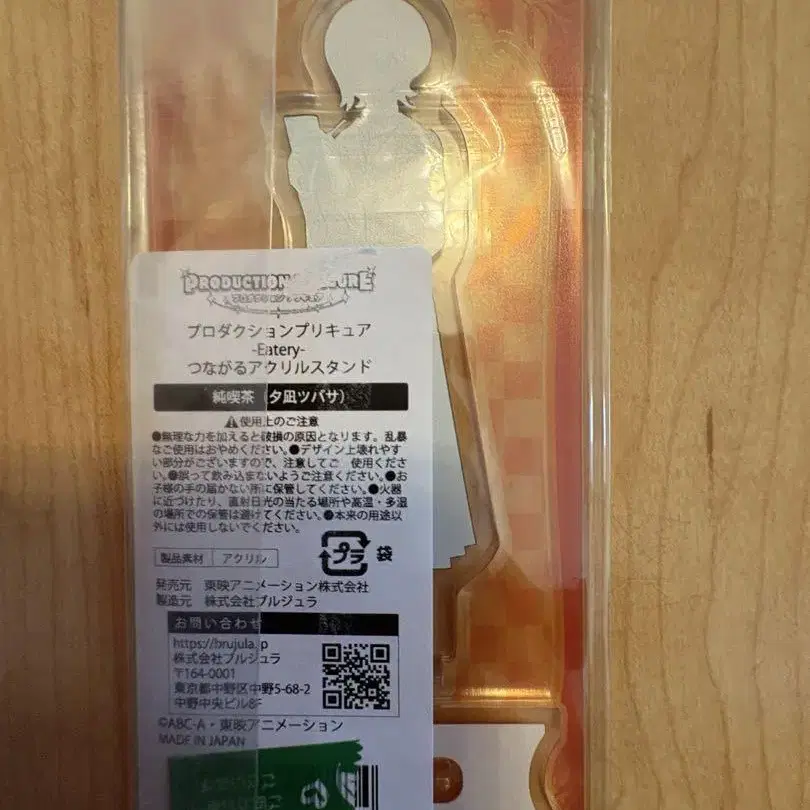 PRODUCTION PRECURE
プロダクションプリキュア
プロダクションプリキュア
-Eatery-
つながるアクリルスタンド
純喫茶（夕凪ツバサ）
⚠使用上のご注意
●無理な力を加えると破損の原因となります。乱暴
なご使用はおやめください。●デザイン上壊れやす
い部分がございますので、注意してご使用くださ
い。●誤って飲み込まないようご注意ください。●お
子様の手の届かない所に保管してください。●火器
に近づけたり、直射日光の当たる場所や高温・多湿
の場所での保管は避けてください。●本来の用途以
外には使用しないでください。
製品素材 アクリル
プラ 袋
発売元 東映アニメーション株式会社
製造元 株式会社ブルジュラ
お問い合わせ
https://brujula.jp
株式会社ブルジュラ
〒164-0001
東京都中野区中野5-68-2
中野中央ビル8F
©ABC-A・東映アニメーション
MADE IN JAPAN